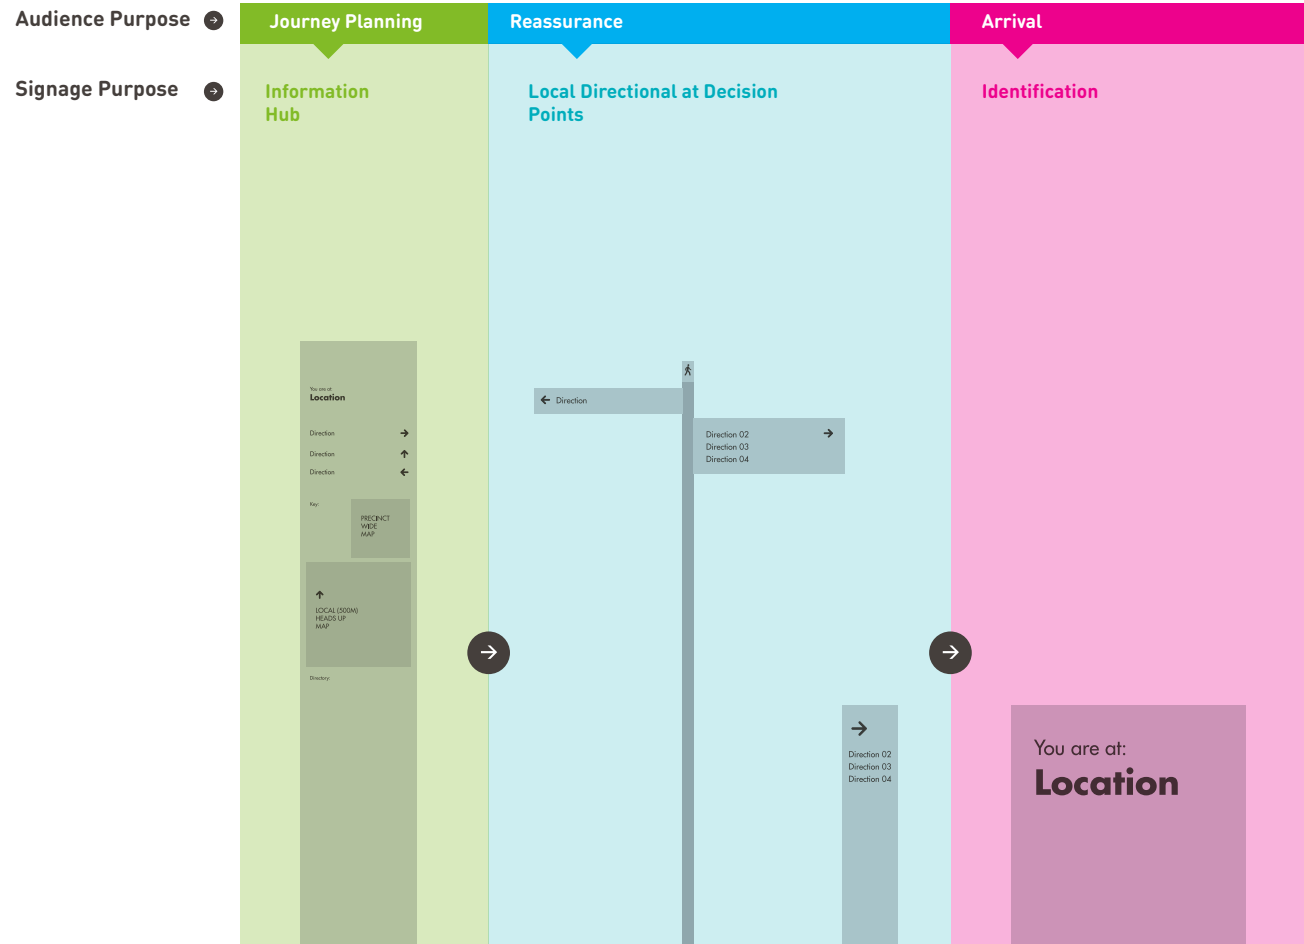 Audience Purpose
Journey Planning
Reassurance
Arrival
Signage Purpose
Information
Hub
Local Directional at Decision
Points
Identification
You are at:
Location
Direction
Direction
Direction
Key:
PRECINCT
WIDE
MAP
LOCAL (500M)
HEADS UP
MAP
Directory:
Direction
Direction 02
Direction 03
Direction 04
Direction 02
Direction 03
Direction 04
You are at:
Location